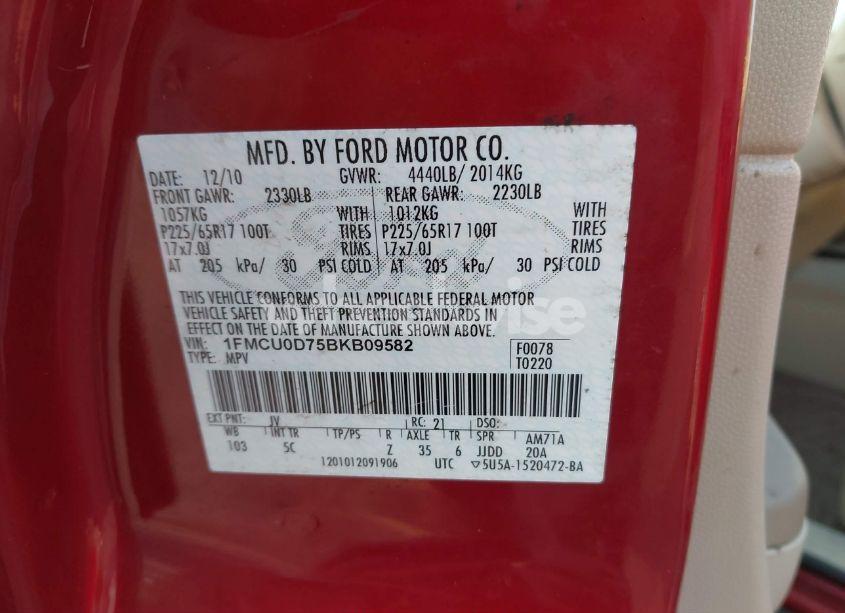 MFD. BY FORD MOTOR CO.
DATE: 12/10 GVWR: 4440LB/ 2014KG
FRONT GAWR: 2330LB REAR GAWR: 2230LB
1057KG WITH 1012KG WITH
P225/65R17 100T TIRES P225/65R17 100T TIRES
17x7.0J RIMS 17x7.0J RIMS
AT 205 kPa/ 30 PSI COLD AT 205 kPa/ 30 PSI COLD
THIS VEHICLE CONFORMS TO ALL APPLICABLE FEDERAL MOTOR
VEHICLE SAFETY AND THEFT PREVENTION STANDARDS IN
EFFECT ON THE DATE OF MANUFACTURE SHOWN ABOVE.
VIN: 1FMCU0D75BKB09582 F0078
TYPE: MPV T0220
EXT PNT: JV RC: 21 DSO:
WB INT TR TP/PS R AXLE TR SPR AM71A
103 5C Z 35 6 JJDD 20A
1201012091906 UTC ▽5U5A-1520472-BA